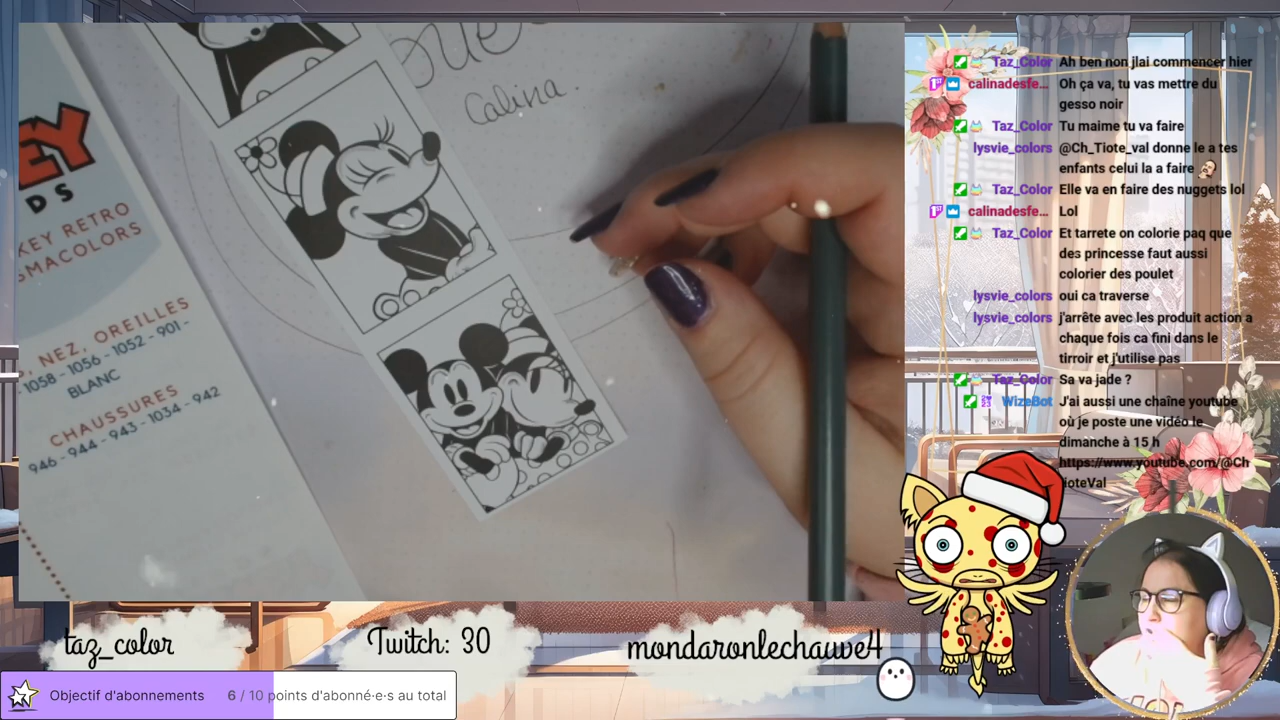 Calina.
EY
DS
KEY RETRO
SMACOLORS
, NEZ, OREILLES
1058 - 1056 - 1052 - 901 -
BLANC
CHAUSSURES
946 - 944 - 943 - 1034 - 942
Taz_Color Ah ben non jlai commencer hier
calinadesfe... Oh ça va, tu vas mettre du
gesso noir
Taz_Color Tu maime tu va faire
lysvie_colors @Ch_Tiote_val donne le a tes
enfants celui la a faire
Taz_Color Elle va en faire des nuggets lol
calinadesfe... Lol
Taz_Color Et tarrete on colorie paq que
des princesse faut aussi
colorier des poulet
lysvie_colors oui ca traverse
lysvie_colors j'arrête avec les produit action a
chaque fois ca fini dans le
tirroir et j'utilise pas
Taz_Color Sa va jade ?
WizeBot J'ai aussi une chaîne youtube
où je poste une vidéo le
dimanche à 15 h
https://www.youtube.com/@Ch
TioteVal
taz_color
Twitch: 30
mondaronlechauve4
Objectif d'abonnements 6 / 10 points d'abonné·e·s au total